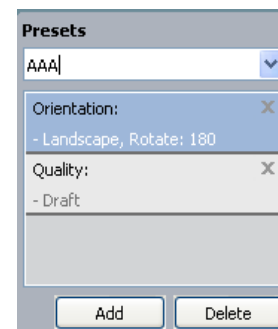 Presets
AAA
Orientation:
- Landscape, Rotate: 180
Quality:
- Draft
Add Delete